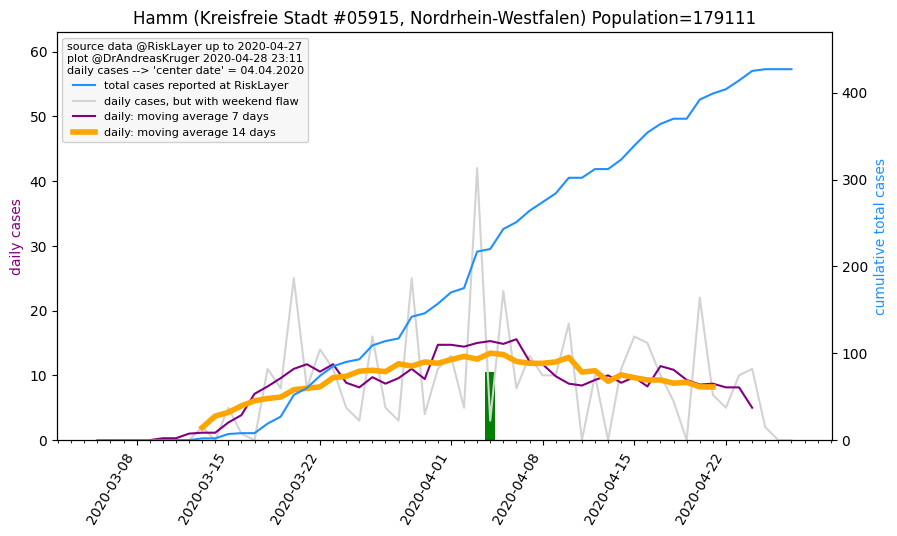 Hamm (Kreisfreie Stadt #05915, Nordrhein-Westfalen) Population=179111
source data @RiskLayer up to 2020-04-27
plot @DrAndreasKruger 2020-04-28 23:11
daily cases --> 'center date' = 04.04.2020
total cases reported at RiskLayer
daily cases, but with weekend flaw
daily: moving average 7 days
daily: moving average 14 days
daily cases
60
50
40
30
20
10
0
cumulative total cases
400
300
200
100
0
2020-03-08
2020-03-15
2020-03-22
2020-04-01
2020-04-08
2020-04-15
2020-04-22